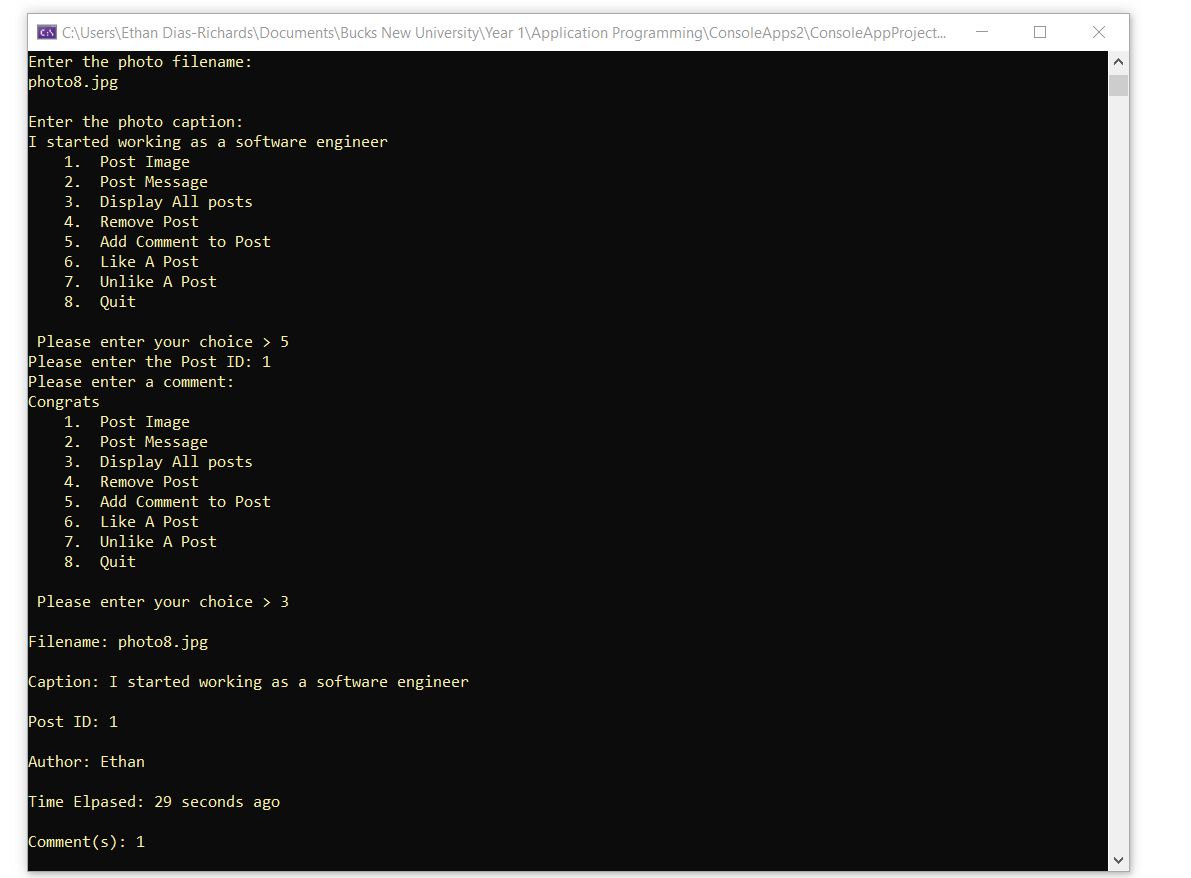 C:\Users\Ethan Dias-Richards\Documents\Bucks New University\Year 1\Application Programming\ConsoleApps2\ConsoleAppProject...
Enter the photo filename:
photo8.jpg
Enter the photo caption:
I started working as a software engineer
1. Post Image
2. Post Message
3. Display All posts
4. Remove Post
5. Add Comment to Post
6. Like A Post
7. Unlike A Post
8. Quit
Please enter your choice > 5
Please enter the Post ID: 1
Please enter a comment:
Congrats
1. Post Image
2. Post Message
3. Display All posts
4. Remove Post
5. Add Comment to Post
6. Like A Post
7. Unlike A Post
8. Quit
Please enter your choice > 3
Filename: photo8.jpg
Caption: I started working as a software engineer
Post ID: 1
Author: Ethan
Time Elpased: 29 seconds ago
Comment(s): 1